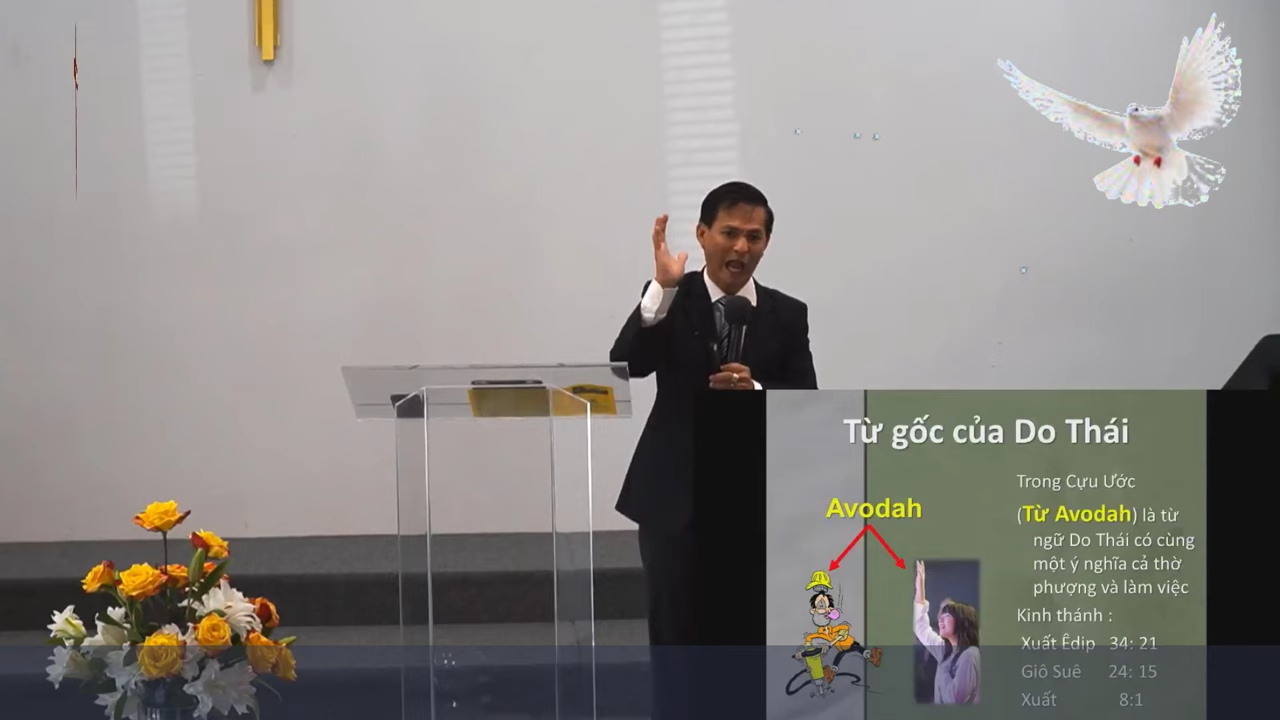 Từ gốc của Do Thái
Trong Cựu Ước
Avodah
(Từ Avodah) là từ
ngữ Do Thái có cùng
một ý nghĩa cả thờ
phượng và làm việc
Kinh thánh :
Xuất Êdip 34: 21
Giô Suê 24: 15
Xuất 8:1